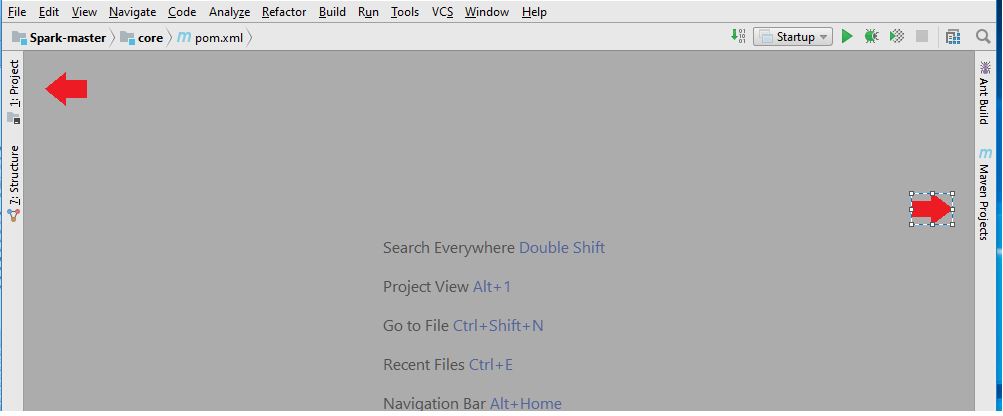 File Edit View Navigate Code Analyze Refactor Build Run Tools VCS Window Help
Spark-master core m pom.xml Startup
1: Project
7: Structure
Ant Build
m Maven Projects
Search Everywhere Double Shift
Project View Alt+1
Go to File Ctrl+Shift+N
Recent Files Ctrl+E
Navigation Bar Alt+Home